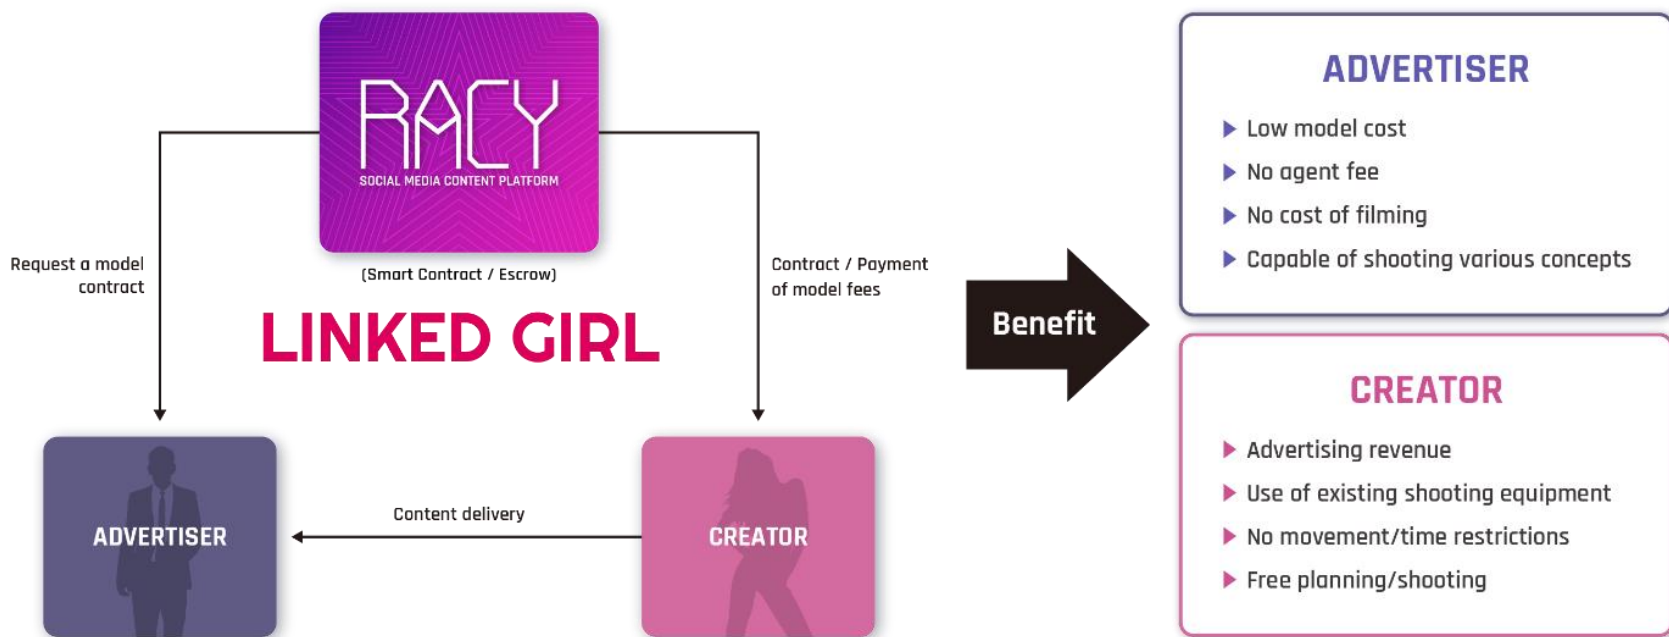 RACY
SOCIAL MEDIA CONTENT PLATFORM
(Smart Contract / Escrow)
LINKED GIRL
Request a model
contract
Contract / Payment
of model fees
ADVERTISER
Content delivery
CREATOR
Benefit
ADVERTISER
Low model cost
No agent fee
No cost of filming
Capable of shooting various concepts
CREATOR
Advertising revenue
Use of existing shooting equipment
No movement/time restrictions
Free planning/shooting